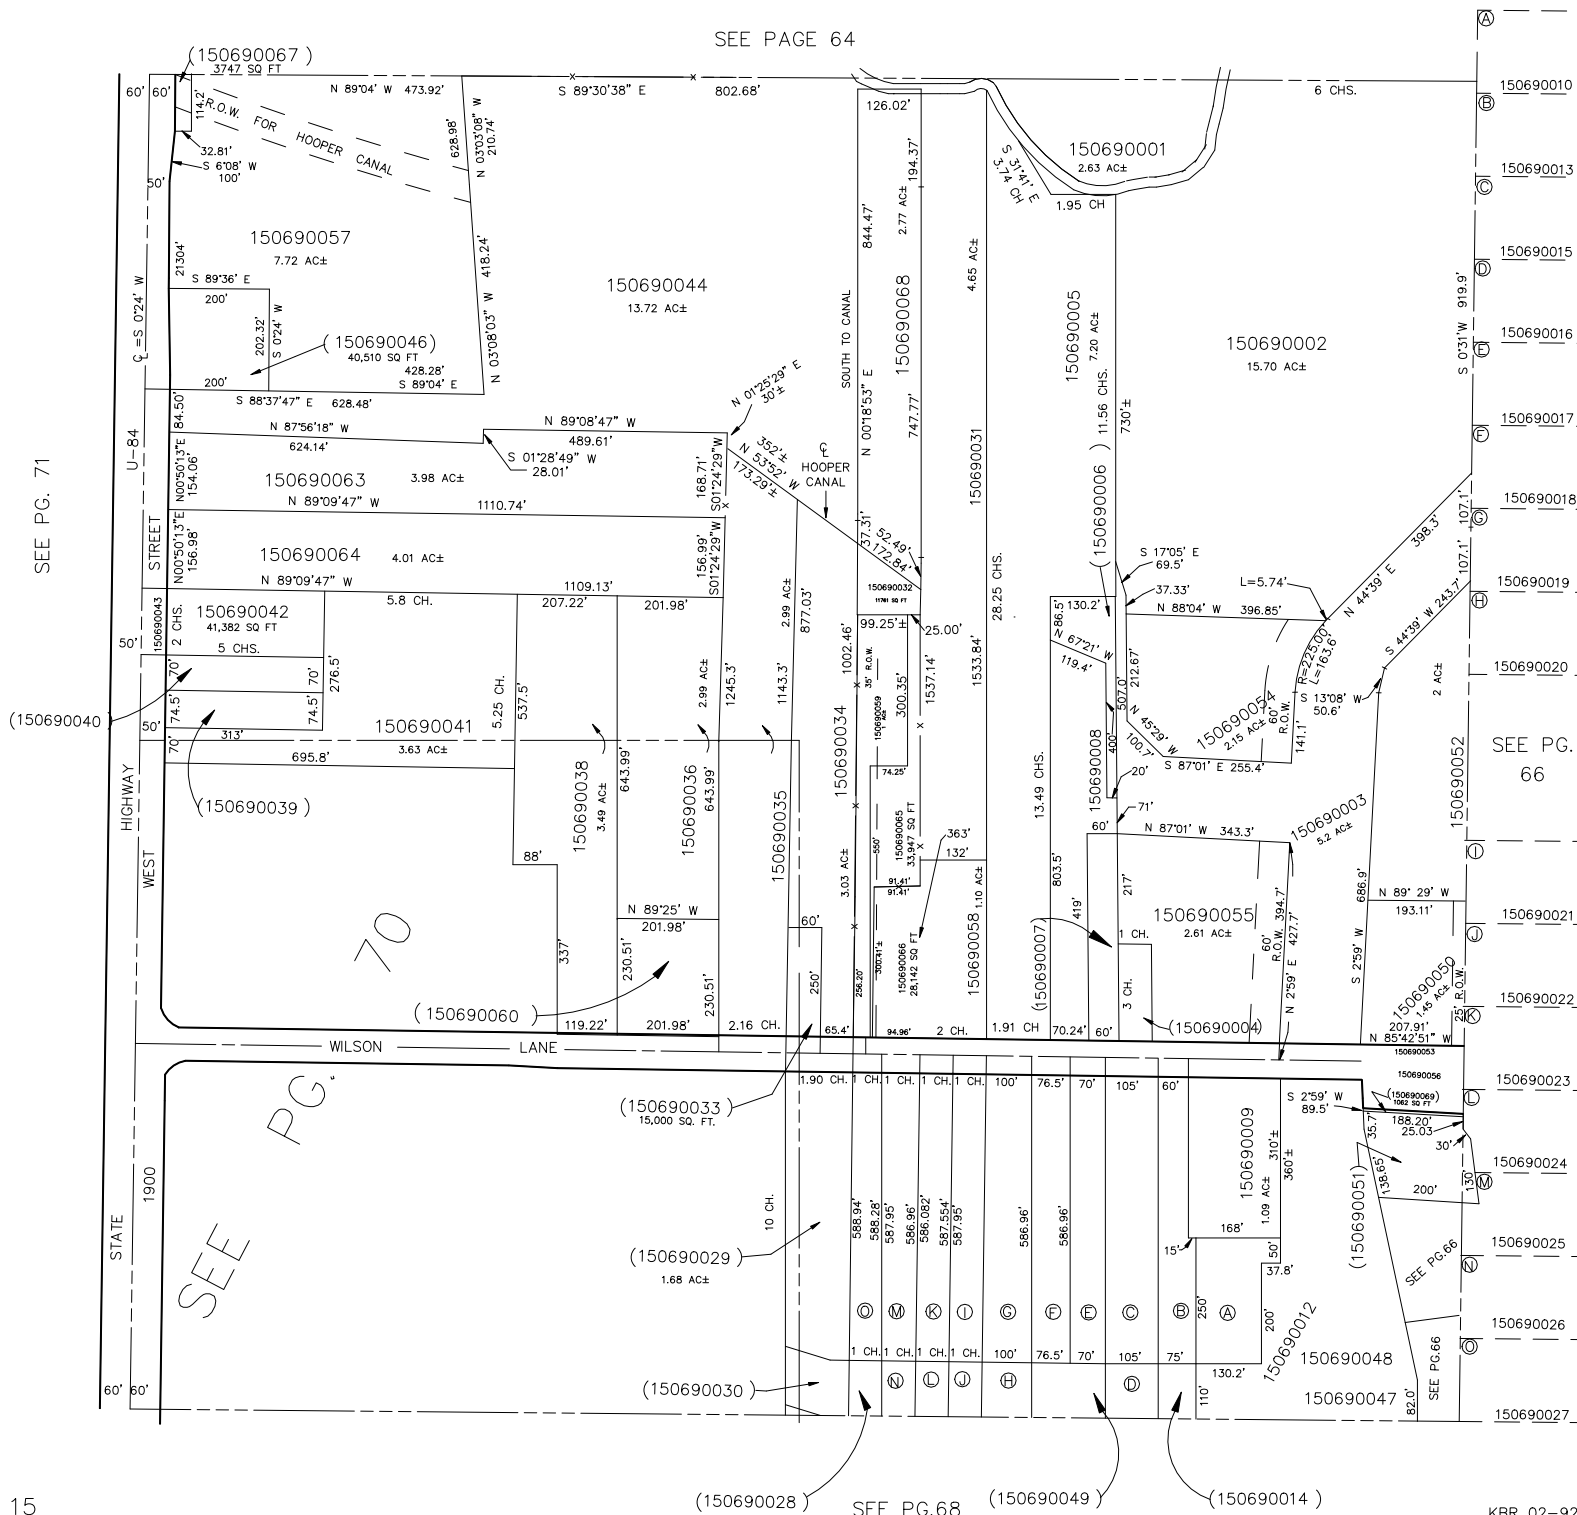 SEE PAGE 64
(150690067 )
3747 SQ FT
60' 60'
114.2'
N 89°04' W 473.92'
S 89°30'38" E 802.68'
6 CHS.
R.O.W. FOR HOOPER CANAL
32.81'
S 6°08' W
100'
50'
628.98'
N 03°03'08" W
210.74'
126.02'
194.37'
S 31°41' E
3.74 CH
150690001
2.63 AC±
1.95 CH
150690057
7.72 AC±
21304'
S 89°36' E
200'
202.32'
S 0°24' W
( 150690046)
40,510 SQ FT
428.28'
S 89°04' E
200'
418.24'
N 03°08'03" W
150690044
13.72 AC±
SOUTH TO CANAL
844.47'
N 00°18'53" E
2.77 AC±
150690068
747.77'
4.65 AC±
150690031
28.25 CHS.
150690005
7.20 AC±
11.56 CHS.
730'±
(150690006 )
150690002
15.70 AC±
S 0°31'W 919.9'
℄ =S 0°24' W
84.50'
S 88°37'47" E 628.48'
N 87°56'18" W
624.14'
N 89°08'47" W
489.61'
S 01°28'49" W
28.01'
N 01°25'29" E
30'±
352'±
N 53°52' W
173.29'±
℄
HOOPER
CANAL
U-84
SEE PG. 71
N00°50'13"E
154.06'
150690063
3.98 AC±
168.71'
S01°24'29"W
N 89°09'47" W 1110.74'
N00°50'13"E
156.98'
150690064
4.01 AC±
156.99'
S01°24'29"W
N 89°09'47" W 1109.13'
37.31'
52.49'
172.84'
150690032
11761 SQ FT
STREET
150690043
2 CHS.
150690042
41,382 SQ FT
5 CHS.
5.8 CH.
207.22'
201.98'
50'
70'
70'
276.5'
74.5'
74.5'
(150690040 )
50'
313'
70'
150690041
3.63 AC±
695.8'
(150690039 )
5.25 CH.
537.5'
88'
337'
150690038
3.49 AC±
643.99'
150690036
2.99 AC±
643.99'
1245.3'
150690035
2.99 AC±
877.03'
1143.3'
150690034
1002.46'
3.03 AC±
99.25'±
25.00'
35' R.O.W.
150690059
300.35'
1537.14'
1533.84'
74.25'
550'
150690065
33,947 SQ FT
91.41'
91.41'
363'
132'
300.41'±
256.20'
150690066
28,142 SQ FT
150690058
1.10 AC±
S 17°05' E
69.5'
37.33'
130.2'
86.5'
N 67°21' W
119.4'
N 88°04' W 396.85'
L=5.74'
R=225.00'
L=163.6'
N 44°39' E
398.3'
S 44°39' W 243.7'
107.1'
107.1'
212.67'
507.0'
400'
N 45°29' W
100.7'
150690054
2.15 AC±
60'
R.O.W.
141.1'
S 13°08' W
50.6'
S 87°01' E 255.4'
2 AC±
150690052
SEE PG.
66
13.49 CHS.
150690008
20'
71'
60'
N 87°01' W 343.3'
150690003
5.2 AC±
803.5'
419'
217'
(150690007)
150690055
2.61 AC±
60'
R.O.W. 394.7'
N 2°59' E 427.7'
686.9'
S 2°59' W
N 89° 29' W
193.11'
150690050
1.45 AC±
25' R.O.W.
207.91'
N 85°42'51" W
150690053
150690056
1 CH.
3 CH.
(150690004)
HIGHWAY
WEST
70
N 89°25' W
201.98'
230.51'
230.51'
(150690060 )
119.22'
201.98'
2.16 CH.
60'
250'
65.4'
94.96'
2 CH.
1.91 CH
70.24'
60'
WILSON LANE
(150690033)
15,000 SQ. FT.
1.90 CH. 1 CH. 1 CH. 1 CH. 1 CH. 100' 76.5' 70' 105' 60'
SEE PG.
STATE
1900
10 CH.
(150690029 )
1.68 AC±
588.94'
588.28'
587.95'
586.96'
586.082'
587.554'
587.95'
586.96'
586.96'
150690009
1.09 AC±
310'±
360'±
168'
15'
50'
37.8'
250'
200'
110'
130.2'
150690012
S 2°59' W
89.5'
(150690069)
1062 SQ FT
188.20'
25.03
30'
35.7'
138.65'
200'
130'
(150690051)
SEE PG.66
SEE PG.66
82.0'
150690048
150690047
O M K I G F E C B A
1 CH. 1 CH. 1 CH. 1 CH. 100' 76.5' 70' 105' 75'
N L J H D
(150690030 )
60' 60'
(150690028 )
SEE PG.68
(150690049 )
(150690014 )
15
KBR 02-92
A
150690010
B
150690013
C
150690015
D
150690016
E
150690017
F
150690018
G
150690019
H
150690020
I
150690021
J
150690022
K
150690023
L
150690024
M
150690025
N
150690026
O
150690027